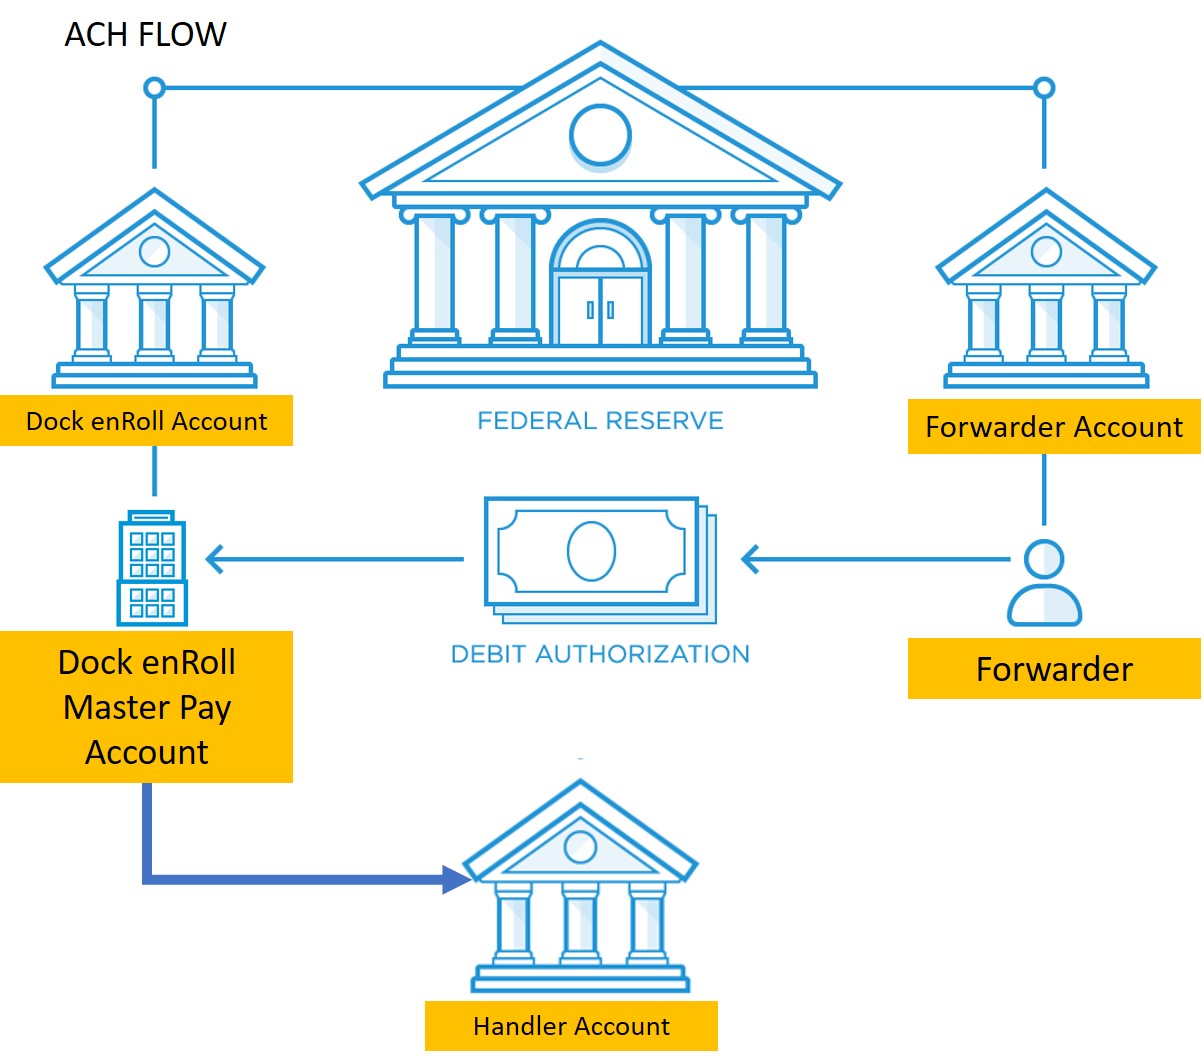 ACH FLOW
FEDERAL RESERVE
Dock enRoll Account
Forwarder Account
DEBIT AUTHORIZATION
Dock enRoll
Master Pay
Account
Forwarder
Handler Account